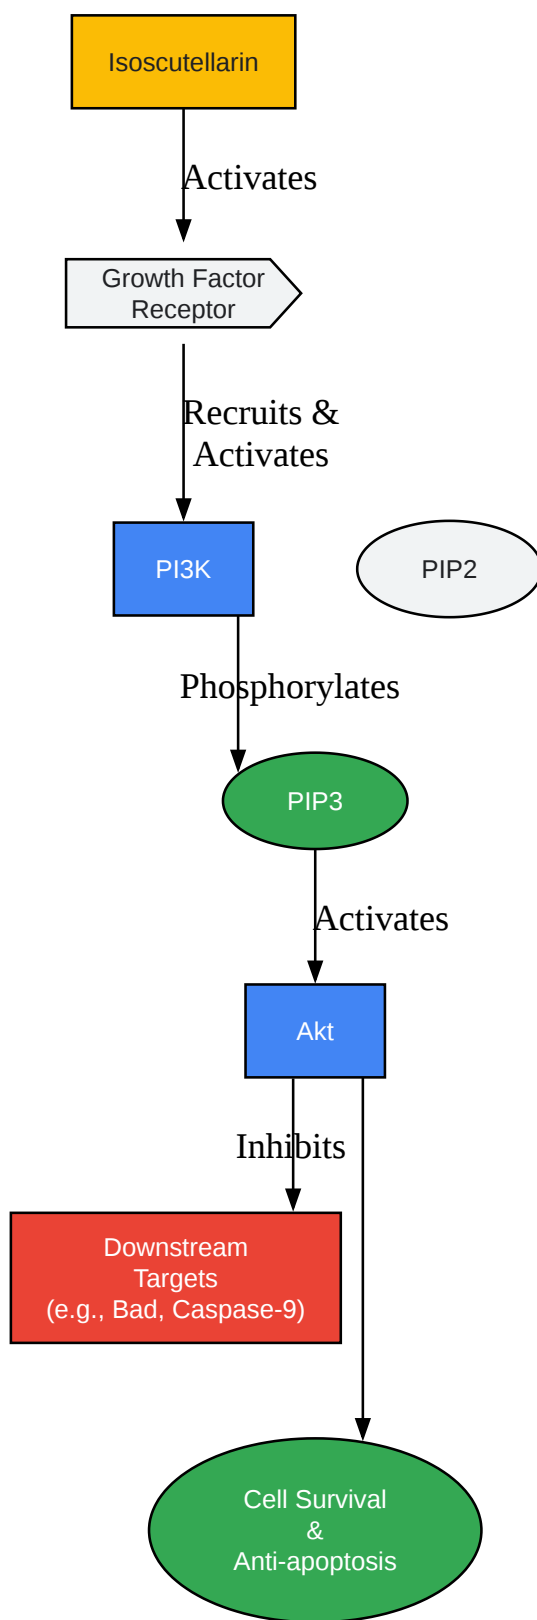 Isoscutellarin
Activates
Growth Factor
Receptor
Recruits &
Activates
PI3K
PIP2
Phosphorylates
PIP3
Activates
Akt
Inhibits
Downstream
Targets
(e.g., Bad, Caspase-9)
Cell Survival
&
Anti-apoptosis